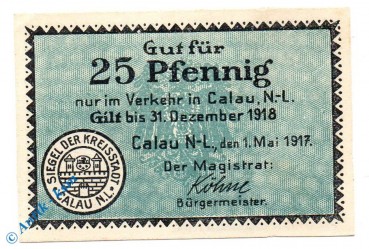 Gut für
25 Pfennig
nur im Verkehr in Calau, N-L.
Gilt bis 31. Dezember 1918
Calau N-L., den 1. Mai 1917.
Der Magistrat:
Bürgermeister.
SIEGEL DER KREISSTADT
CALAU N.L.